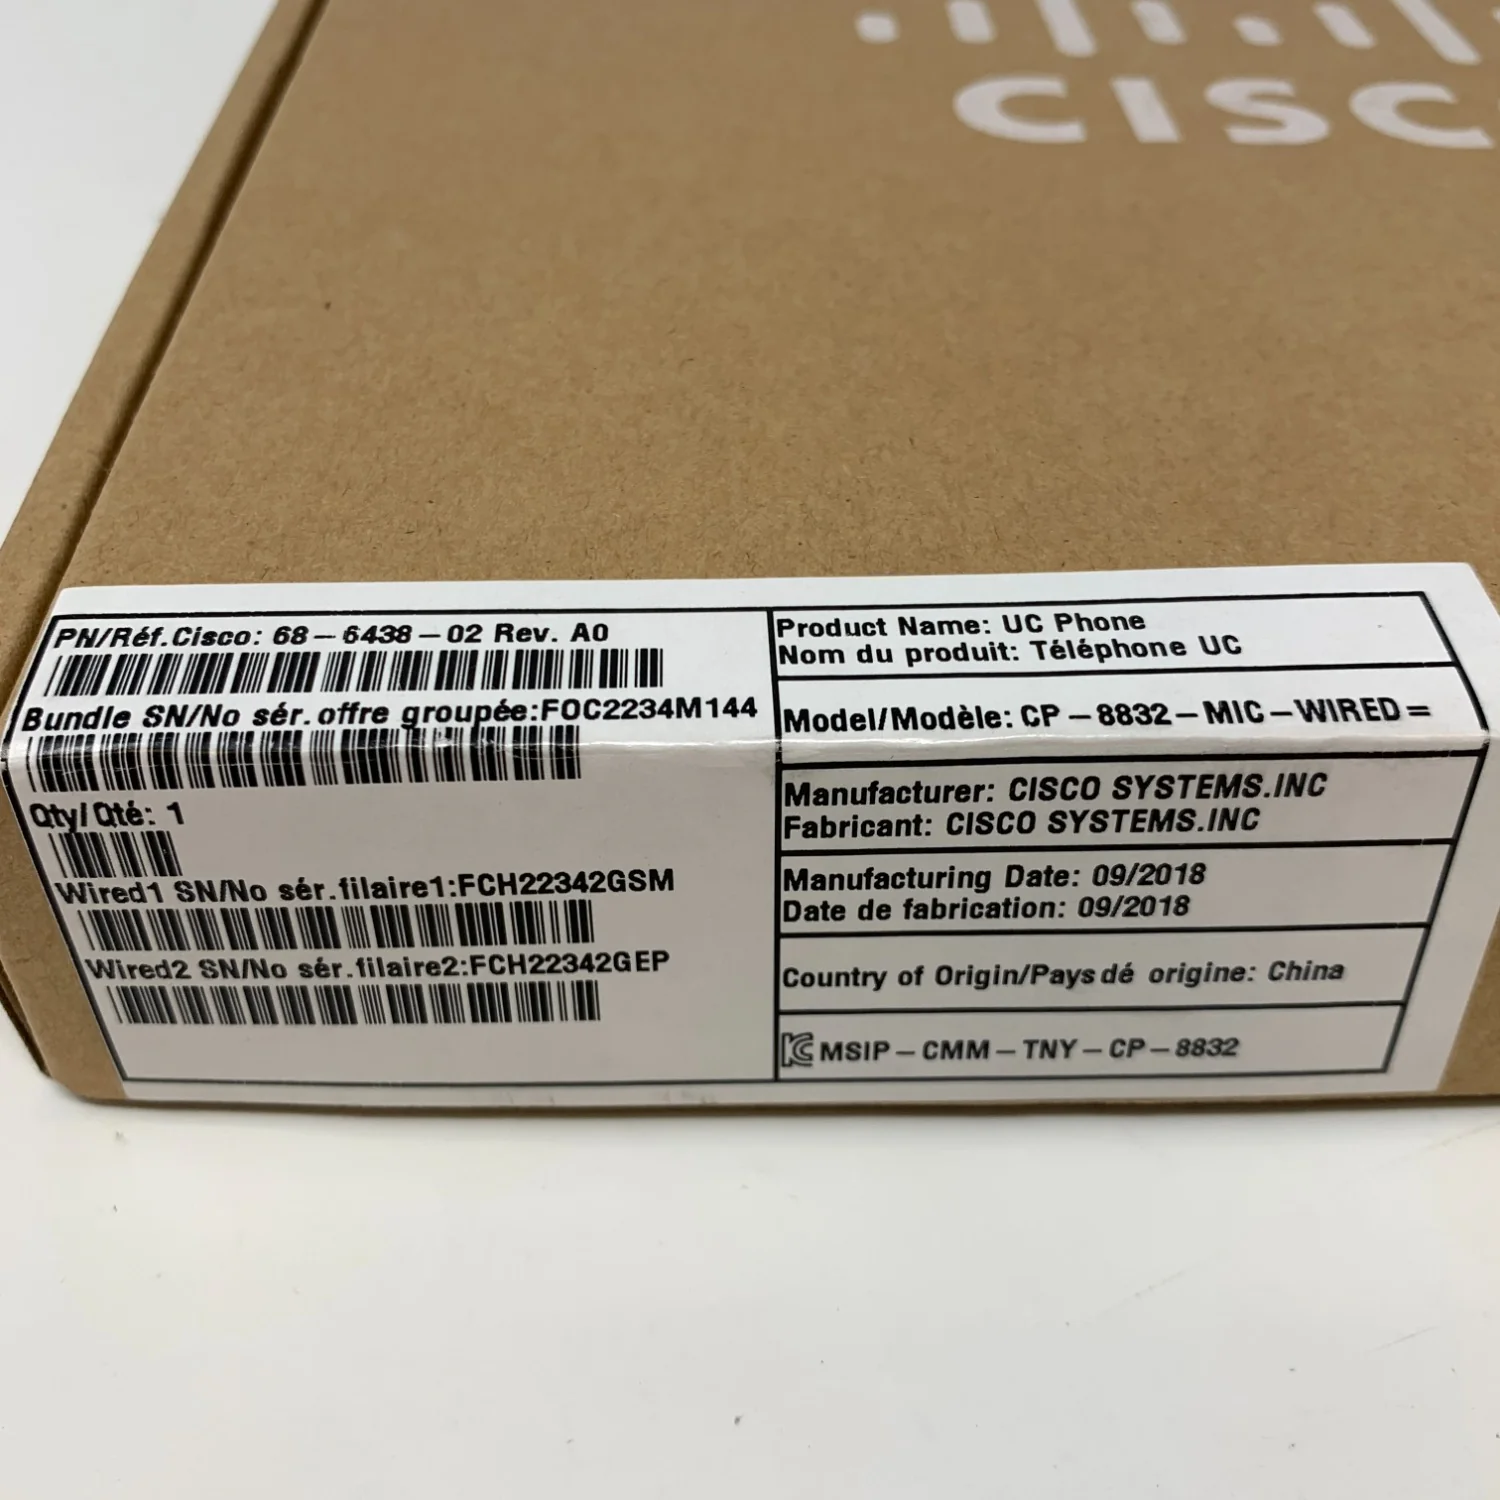 CISC
PN/Réf.Cisco: 68-6438-02 Rev. A0
Bundle SN/No sér.offre groupée:FOC2234M144
Qty/Qté: 1
Wired1 SN/No sér.filaire1:FCH22342GSM
Wired2 SN/No sér.filaire2:FCH22342GEP
Product Name: UC Phone
Nom du produit: Téléphone UC
Model/Modèle: CP-8832-MIC-WIRED=
Manufacturer: CISCO SYSTEMS.INC
Fabricant: CISCO SYSTEMS.INC
Manufacturing Date: 09/2018
Date de fabrication: 09/2018
Country of Origin/Pays dé origine: China
KC MSIP-CMM-TNY-CP-8832